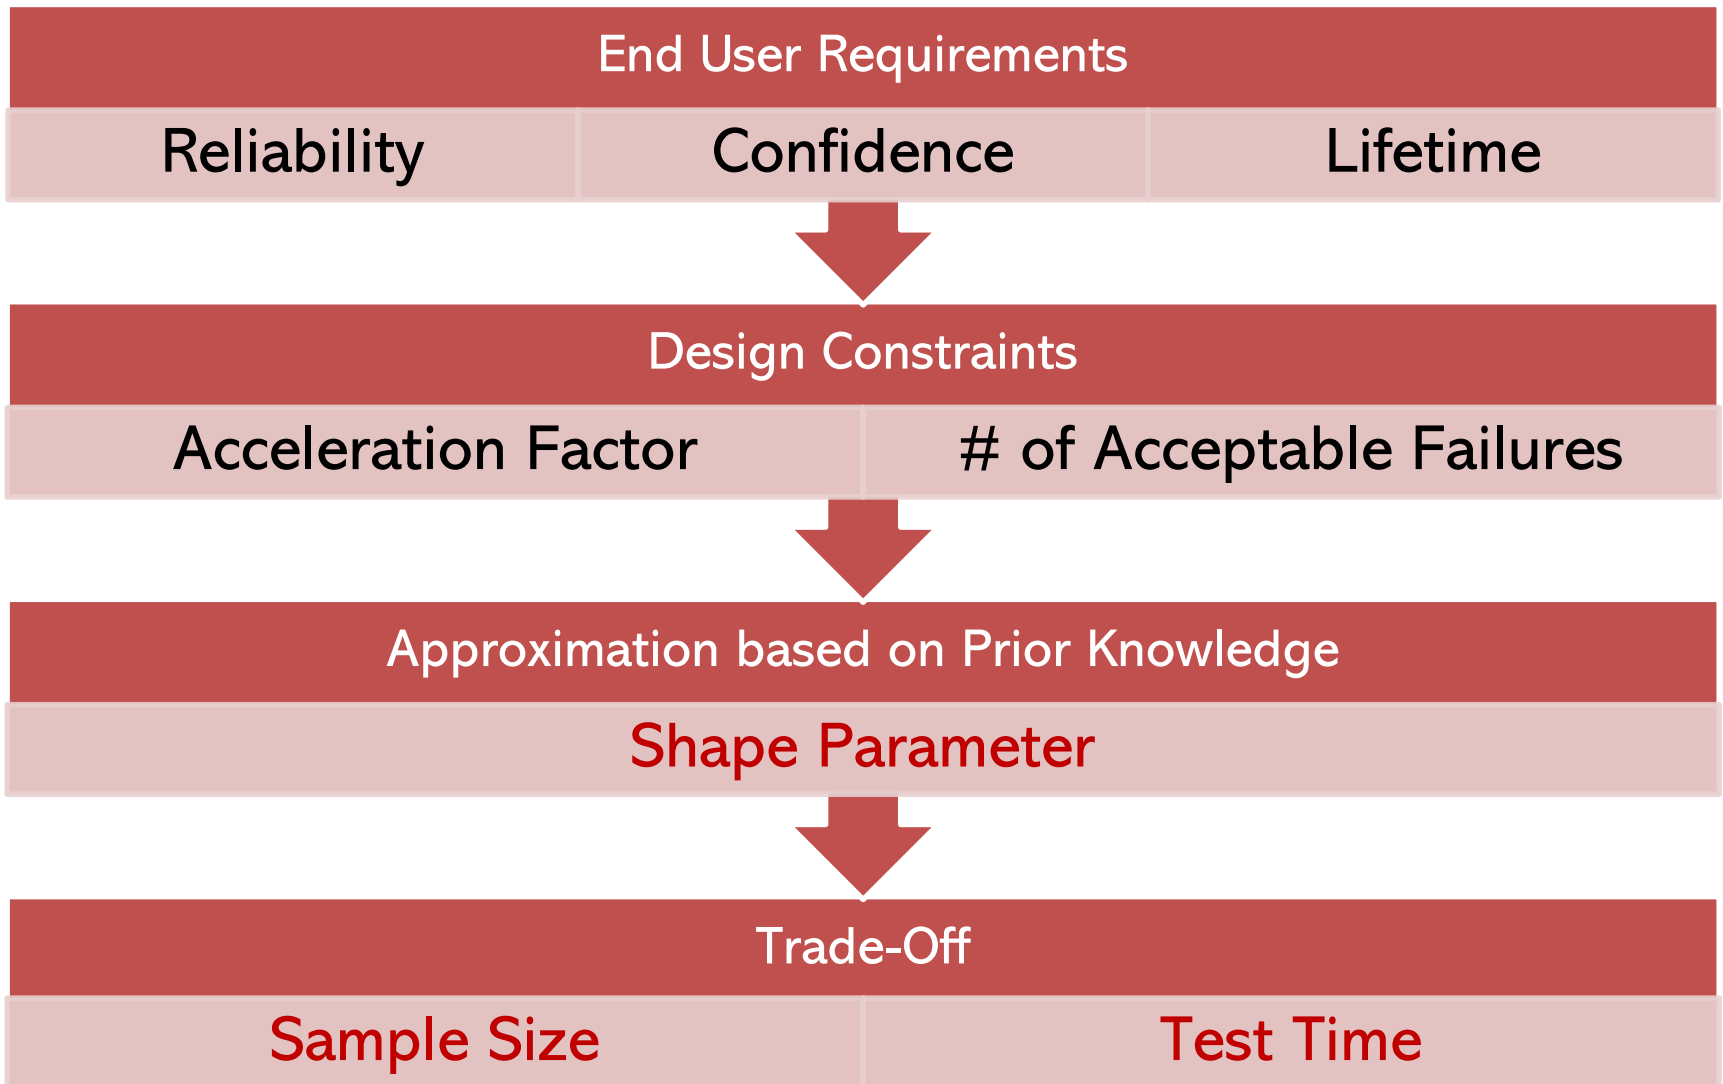 End User Requirements
Reliability Confidence Lifetime
Design Constraints
Acceleration Factor # of Acceptable Failures
Approximation based on Prior Knowledge
Shape Parameter
Trade-Off
Sample Size Test Time